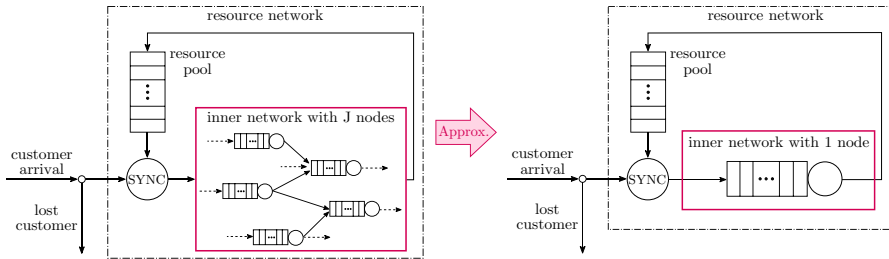 resource network
resource
pool
inner network with J nodes
customer
arrival
SYNC
lost
customer
Approx.
resource network
resource
pool
inner network with 1 node
customer
arrival
SYNC
lost
customer